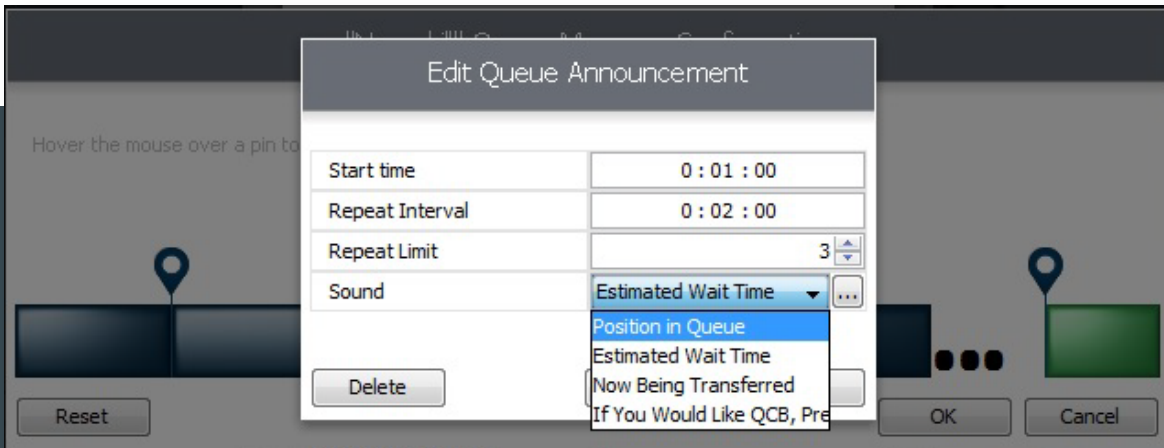 Edit Queue Announcement
Hover the mouse over a pin to
Start time 0 : 01 : 00
Repeat Interval 0 : 02 : 00
Repeat Limit 3
Sound Estimated Wait Time ...
Position in Queue
Estimated Wait Time
Now Being Transferred
If You Would Like QCB, Pre
Delete
Reset OK Cancel